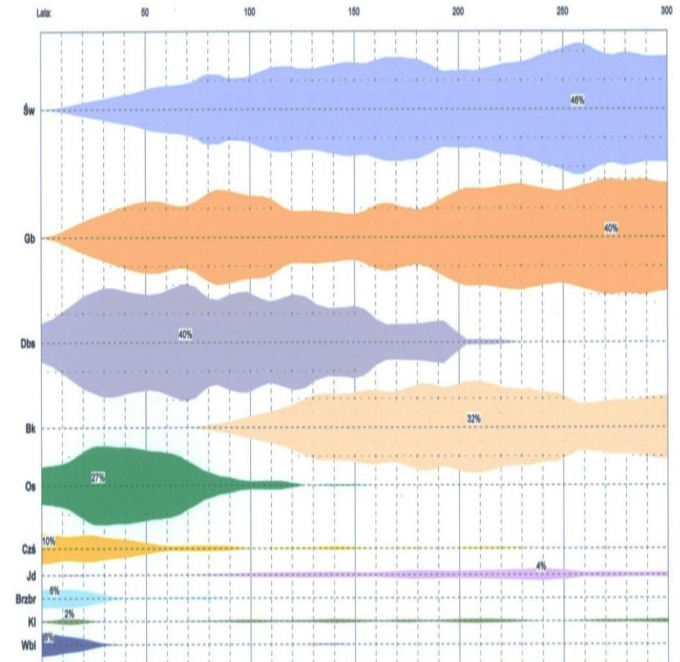 Lata: 50 100 150 200 250 300
Św 46%
Gb 40%
Dbs 40%
Bk 32%
Os 27%
Czś 10%
Jd 4%
Brzbr 6%
Kl 2%
Wbi